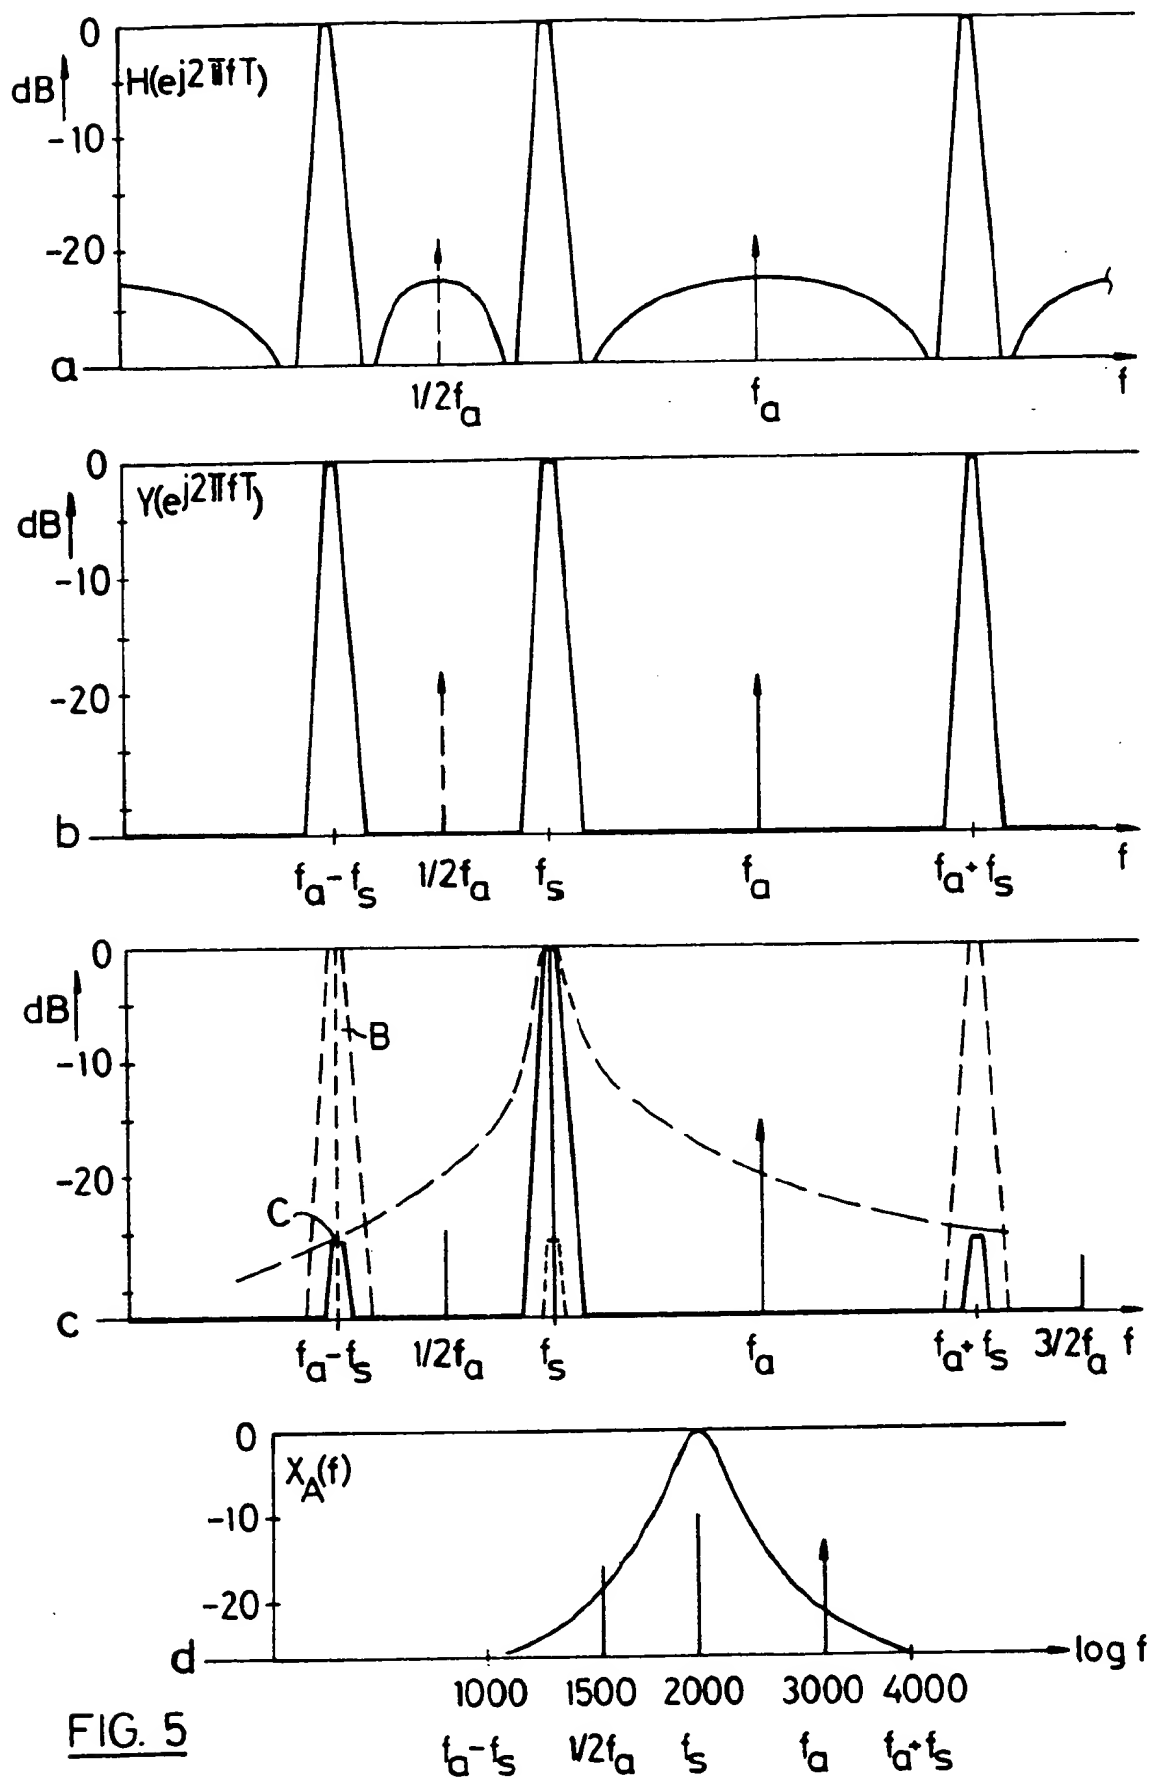 0
dB
H(ej2πfT)
-10
-20
a
1/2fa
fa
f
0
dB
Y(ej2πfT)
-10
-20
b
fa-fs
1/2fa
fs
fa+fs
fa
f
0
dB
B
-10
-20
C
c
fa-fs
1/2fa
fs
fa
fa+fs
3/2fa
f
0
XA(f)
-10
-20
d
log f
1000 1500 2000 3000 4000
fa-fs 1/2fa fs fa fa+fs
FIG. 5